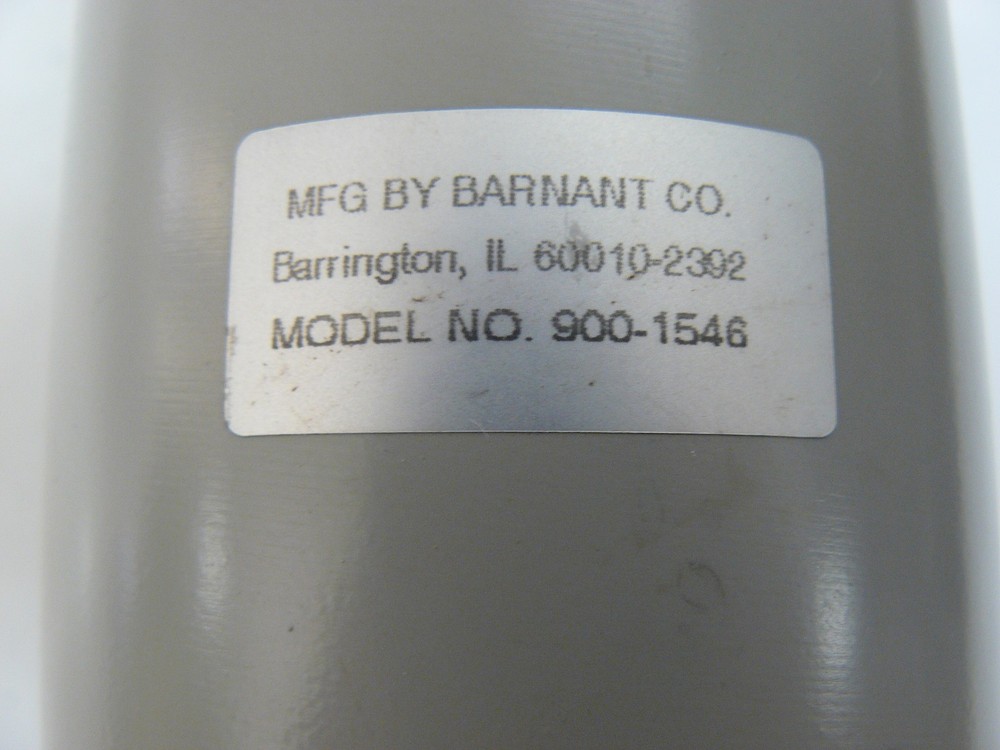 MFG BY BARNANT CO.
Barrington, IL 60010-2392
MODEL NO. 900-1546